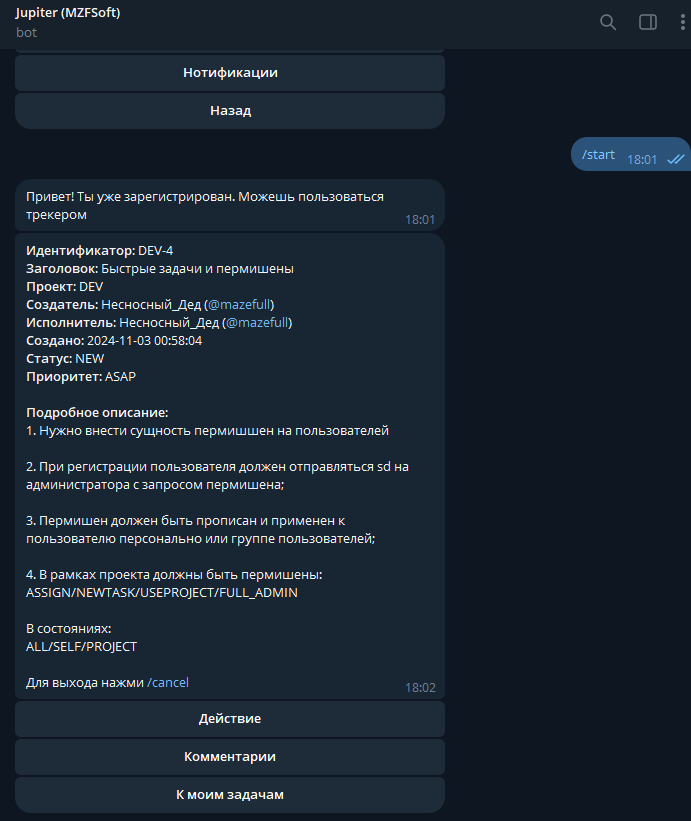 Jupiter (MZFSoft)
bot
Нотификации
Назад
/start 18:01
Привет! Ты уже зарегистрирован. Можешь пользоваться
трекером
18:01
Идентификатор: DEV-4
Заголовок: Быстрые задачи и пермишены
Проект: DEV
Создатель: Несносный_Дед (@mazefull)
Исполнитель: Несносный_Дед (@mazefull)
Создано: 2024-11-03 00:58:04
Статус: NEW
Приоритет: ASAP
Подробное описание:
1. Нужно внести сущность пермишшен на пользователей
2. При регистрации пользователя должен отправляться sd на
администратора с запросом пермишена;
3. Пермишен должен быть прописан и применен к
пользователю персонально или группе пользователей;
4. В рамках проекта должны быть пермишены:
ASSIGN/NEWTASK/USEPROJECT/FULL_ADMIN
В состояниях:
ALL/SELF/PROJECT
Для выхода нажми /cancel
18:02
Действие
Комментарии
К моим задачам